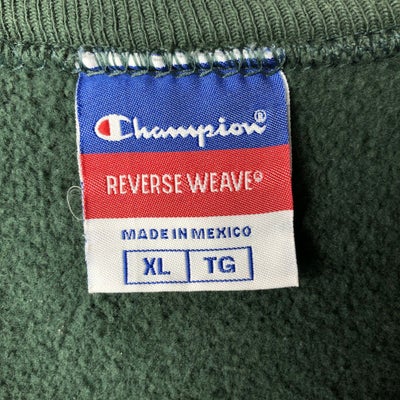 Champion®
REVERSE WEAVE®
MADE IN MEXICO
XL TG